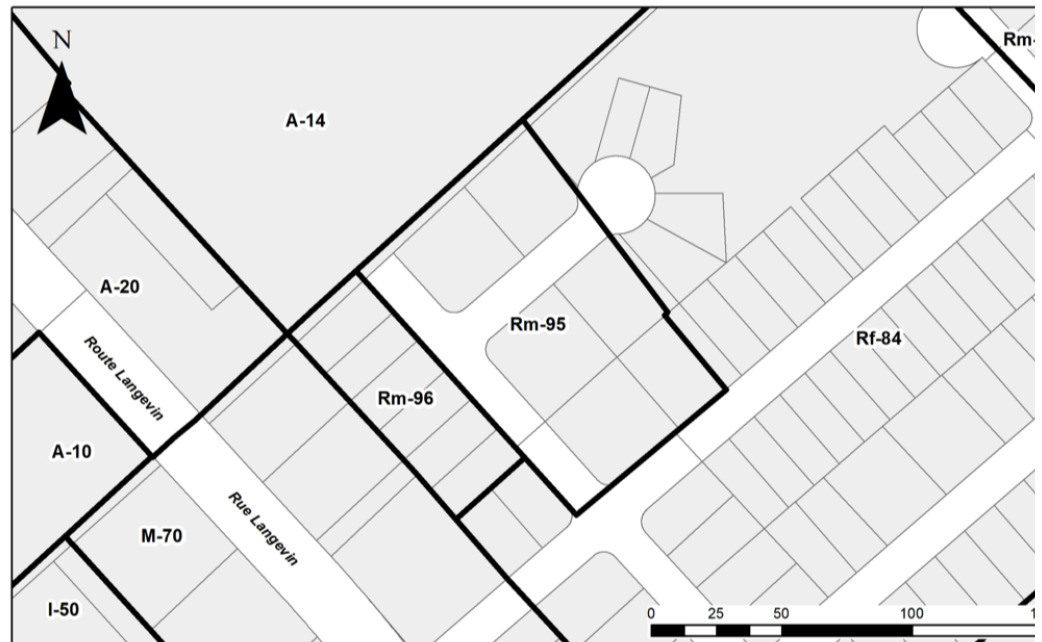 N
Rm-
A-14
A-20
Rm-95
Rf-84
Route Langevin
Rm-96
A-10
Rue Langevin
M-70
I-50
0 25 50 100